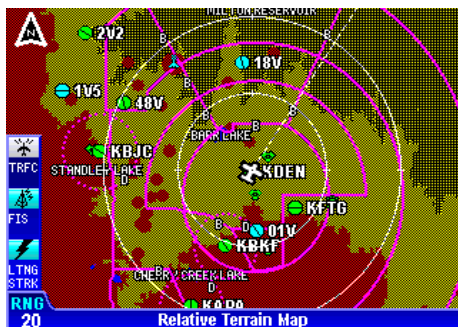 MILTON RESERVOIR
2V2
B
B
18V
1V5
48V
B
B
B
BARR LAKE
KBJC
STANDLEY LAKE
D
KDEN
B
TRFC
FIS
KFTG
B
D
01V
KBKF
LTNG
STRK
B
CHERRY CREEK LAKE
D
RNG
20
KAPA
Relative Terrain Map